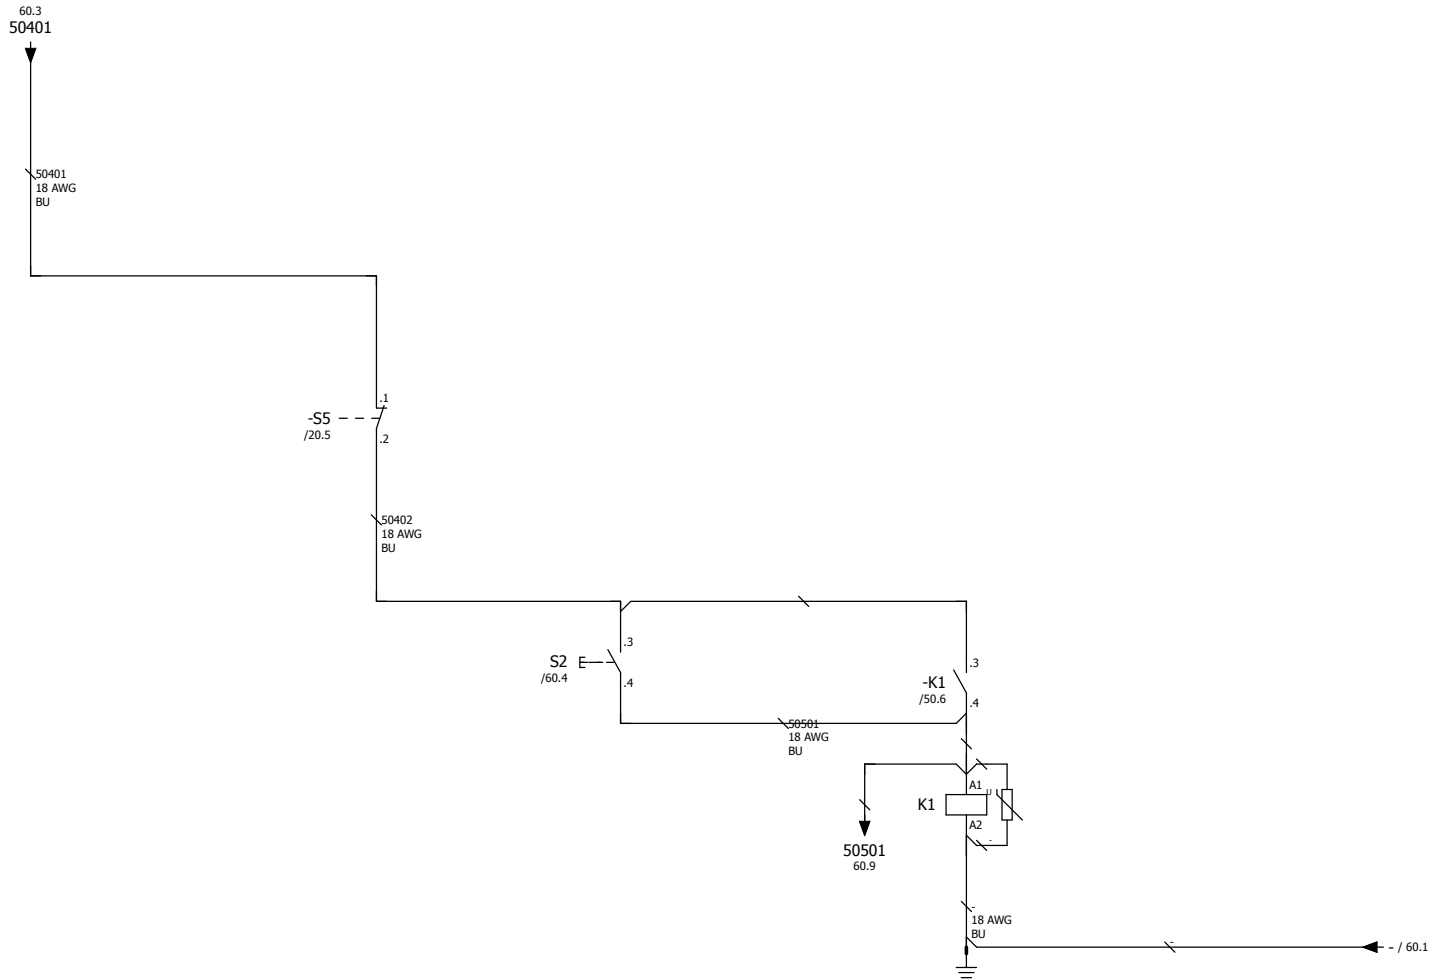 60.3
50401
50401
18 AWG
BU
.1
-S5
/20.5
.2
50402
18 AWG
BU
.3
S2
/60.4
.4
.3
-K1
/50.6
.4
50501
18 AWG
BU
A1
U
K1
A2
-
50501
60.9
-
18 AWG
BU
-
- / 60.1